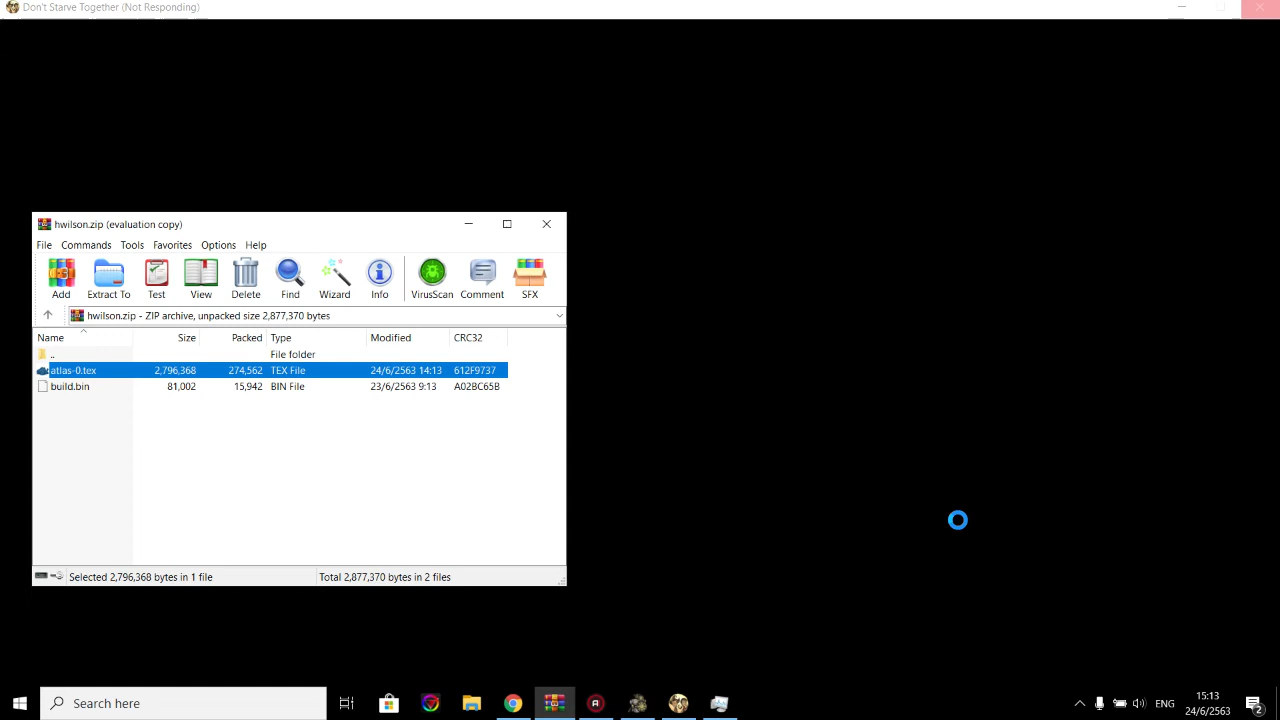 Don't Starve Together (Not Responding)
hwilson.zip (evaluation copy)
File Commands Tools Favorites Options Help
Add Extract To Test View Delete Find Wizard Info VirusScan Comment SFX
hwilson.zip - ZIP archive, unpacked size 2,877,370 bytes
Name Size Packed Type Modified CRC32
.. File folder
atlas-0.tex 2,796,368 274,562 TEX File 24/6/2563 14:13 612F9737
build.bin 81,002 15,942 BIN File 23/6/2563 9:13 A02BC65B
Selected 2,796,368 bytes in 1 file Total 2,877,370 bytes in 2 files
Search here ENG 15:13
24/6/2563 2